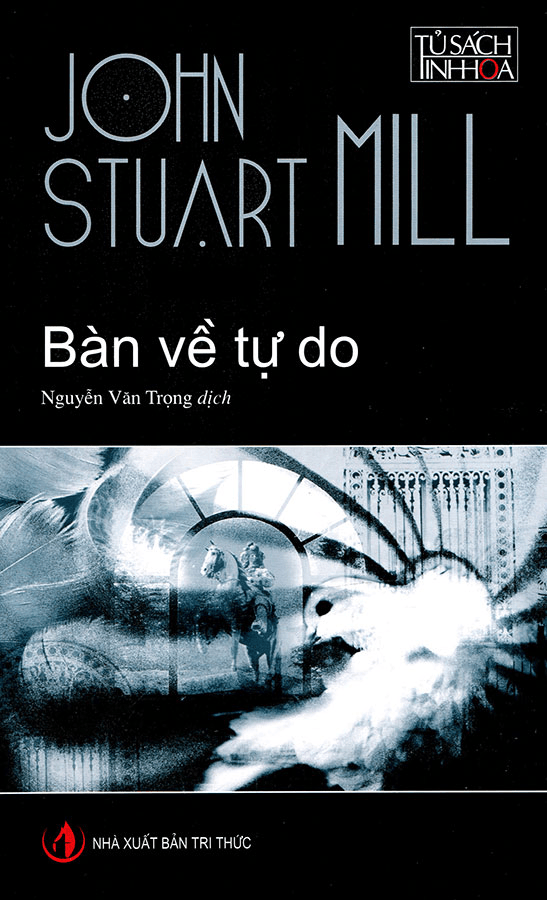 TỦ SÁCH
TINH HOA
JOHN
STUART MILL
Bàn về tự do
Nguyễn Văn Trọng dịch
NHÀ XUẤT BẢN TRI THỨC